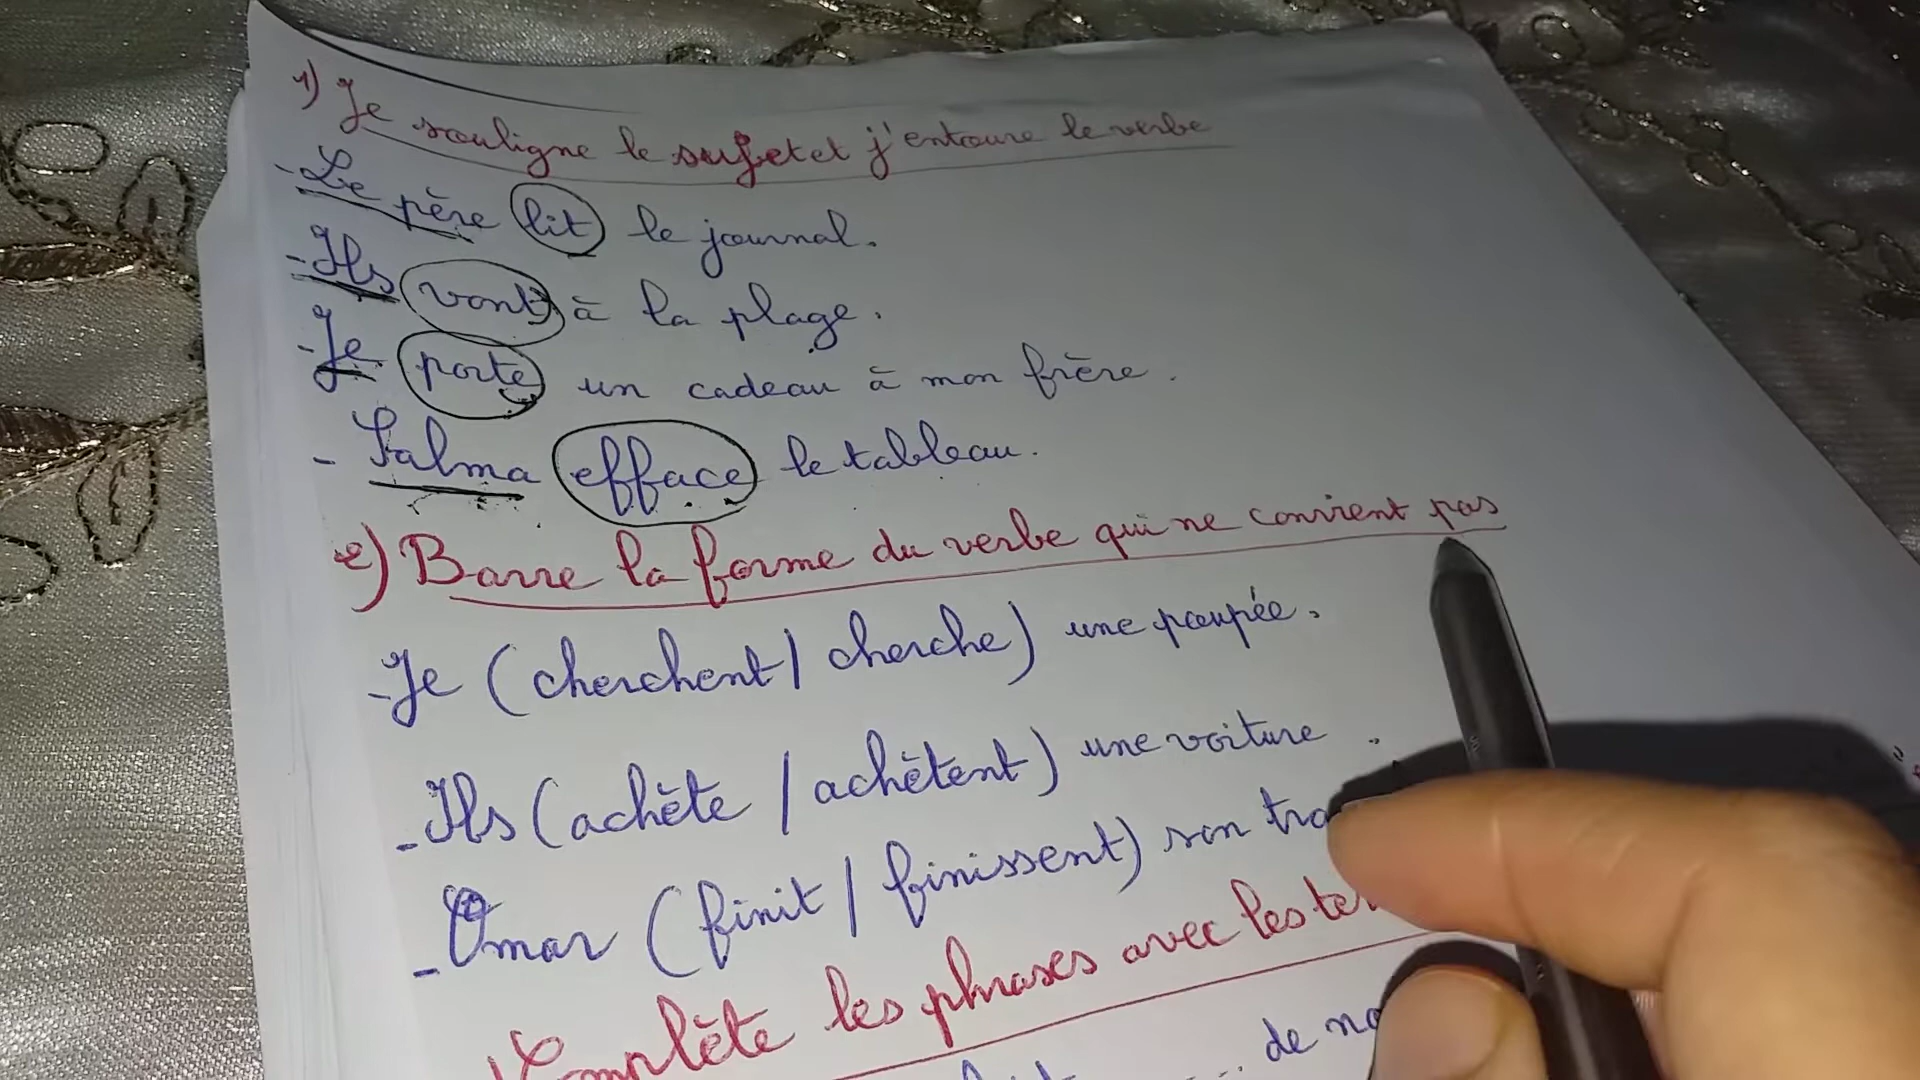 1) Je souligne le sujet et j'entoure le verbe
- Le père lit le journal.
- Ils vont à la plage.
- Je porte un cadeau à mon frère.
- Salma efface le tableau.
2) Barre la forme du verbe qui ne convient pas
- Je (cherchent / cherche) une poupée.
- Ils (achète / achètent) une voiture.
- Omar (finit / finissent) son
Complète les phrases avec les
de